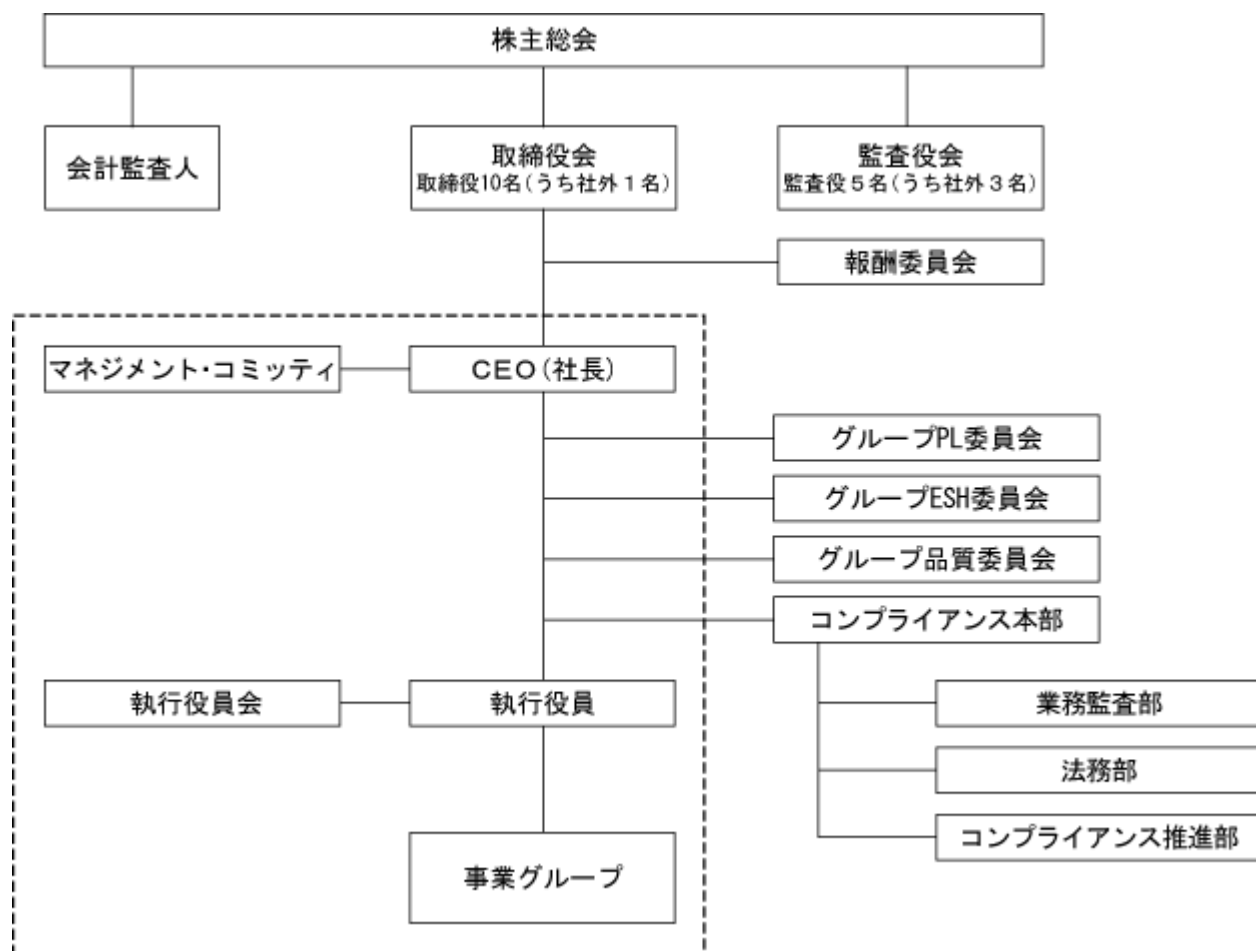 株主総会
会計監査人
取締役会
取締役10名(うち社外１名)
監査役会
監査役５名(うち社外３名)
報酬委員会
マネジメント・コミッティ
ＣＥＯ(社長)
グループPL委員会
グループESH委員会
グループ品質委員会
コンプライアンス本部
執行役員会
執行役員
業務監査部
法務部
コンプライアンス推進部
事業グループ